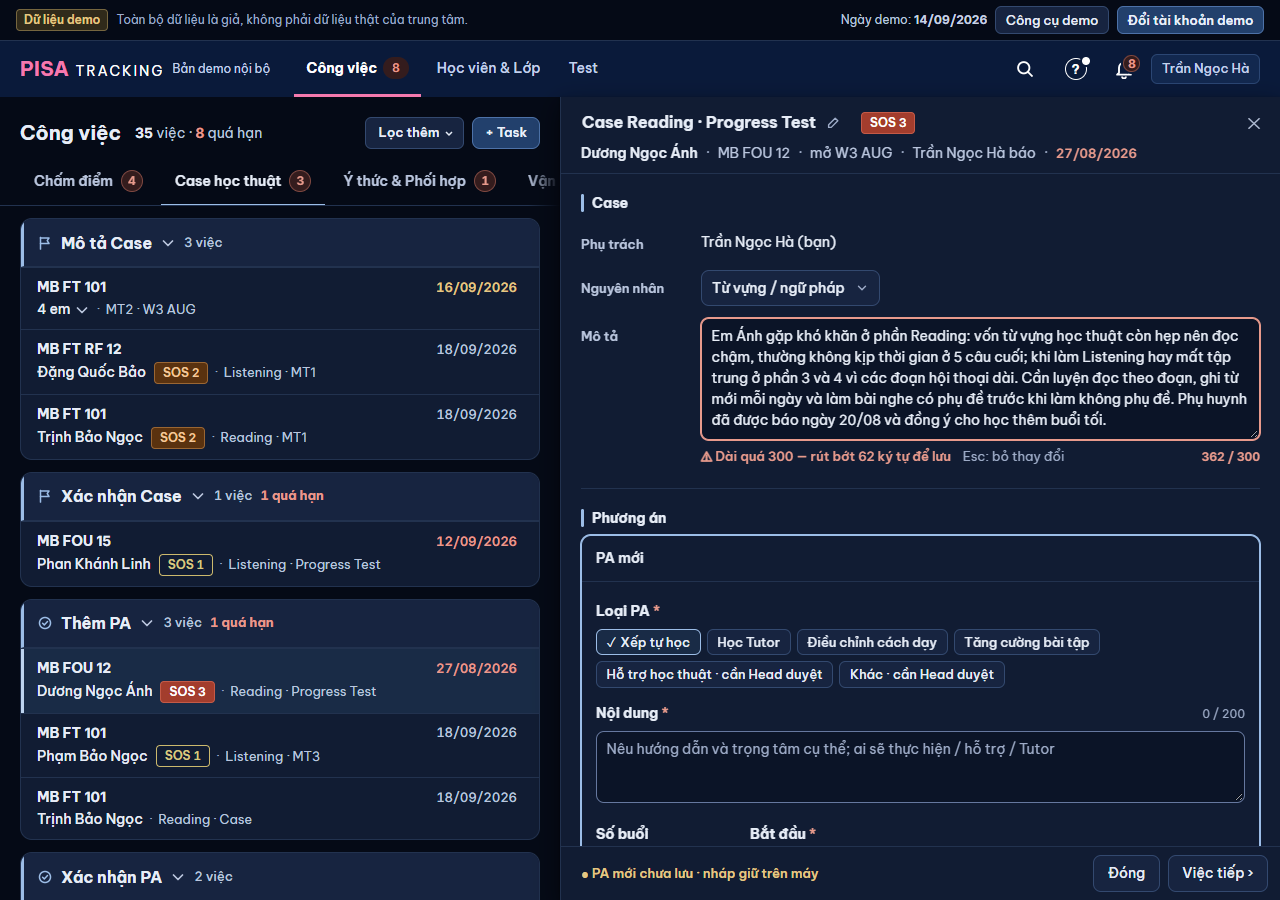 Dữ liệu demo Toàn bộ dữ liệu là giả, không phải dữ liệu thật của trung tâm.
Ngày demo: 14/09/2026 Công cụ demo Đổi tài khoản demo
PISA TRACKING Bản demo nội bộ Công việc 8 Học viên & Lớp Test
? 8 Trần Ngọc Hà
Công việc 35 việc · 8 quá hạn Lọc thêm + Task
Chấm điểm 4 Case học thuật 3 Ý thức & Phối hợp 1 Vận
Mô tả Case 3 việc
MB FT 101 16/09/2026
4 em · MT2 · W3 AUG
MB FT RF 12 18/09/2026
Đặng Quốc Bảo SOS 2 · Listening · MT1
MB FT 101 18/09/2026
Trịnh Bảo Ngọc SOS 2 · Reading · MT1
Xác nhận Case 1 việc 1 quá hạn
MB FOU 15 12/09/2026
Phan Khánh Linh SOS 1 · Listening · Progress Test
Thêm PA 3 việc 1 quá hạn
MB FOU 12 27/08/2026
Dương Ngọc Ánh SOS 3 · Reading · Progress Test
MB FT 101 18/09/2026
Phạm Bảo Ngọc SOS 1 · Listening · MT3
MB FT 101 18/09/2026
Trịnh Bảo Ngọc · Reading · Case
Xác nhận PA 2 việc
Case Reading · Progress Test SOS 3
Dương Ngọc Ánh · MB FOU 12 · mở W3 AUG · Trần Ngọc Hà báo · 27/08/2026
Case
Phụ trách Trần Ngọc Hà (bạn)
Nguyên nhân Từ vựng / ngữ pháp
Mô tả
Em Ánh gặp khó khăn ở phần Reading: vốn từ vựng học thuật còn hẹp nên đọc
chậm, thường không kịp thời gian ở 5 câu cuối; khi làm Listening hay mất tập
trung ở phần 3 và 4 vì các đoạn hội thoại dài. Cần luyện đọc theo đoạn, ghi từ
mới mỗi ngày và làm bài nghe có phụ đề trước khi làm không phụ đề. Phụ huynh
đã được báo ngày 20/08 và đồng ý cho học thêm buổi tối.
⚠ Dài quá 300 — rút bớt 62 ký tự để lưu Esc: bỏ thay đổi 362 / 300
Phương án
PA mới
Loại PA *
✓ Xếp tự học Học Tutor Điều chỉnh cách dạy Tăng cường bài tập
Hỗ trợ học thuật · cần Head duyệt Khác · cần Head duyệt
Nội dung * 0 / 200
Nêu hướng dẫn và trọng tâm cụ thể; ai sẽ thực hiện / hỗ trợ / Tutor
Số buổi Bắt đầu *
● PA mới chưa lưu · nháp giữ trên máy Đóng Việc tiếp ›